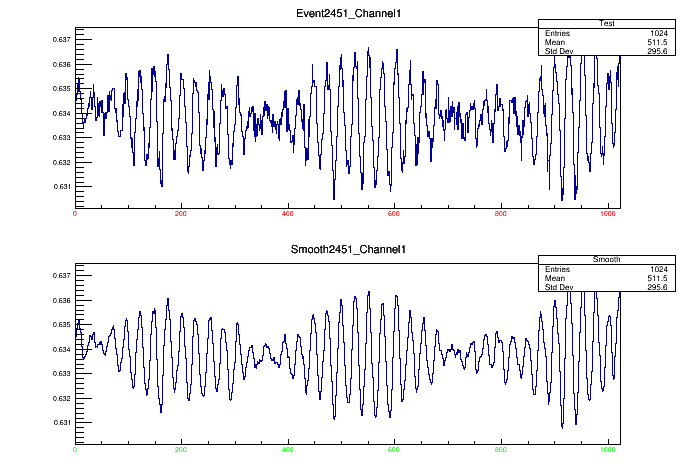 Event2451_Channel1
Test
Entries 1024
Mean 511.5
Std Dev 295.6
0.637
0.636
0.635
0.634
0.633
0.632
0.631
0 200 400 600 800 1000
Smooth2451_Channel1
Smooth
Entries 1024
Mean 511.5
Std Dev 295.6
0.637
0.636
0.635
0.634
0.633
0.632
0.631
0 200 400 600 800 1000